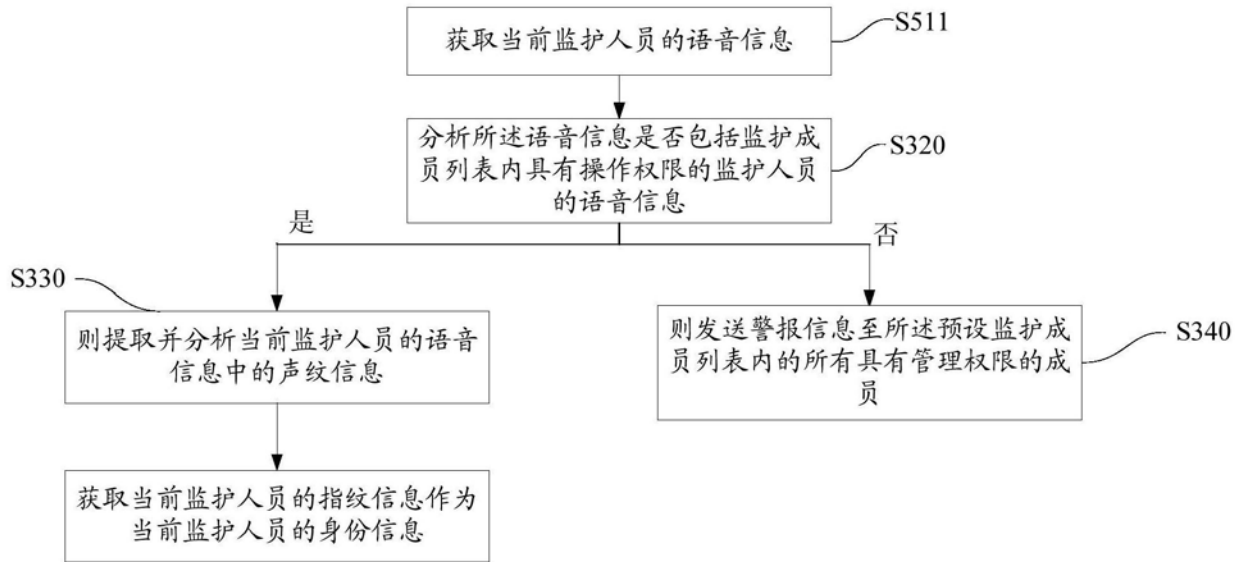 获取当前监护人员的语音信息
S511
分析所述语音信息是否包括监护成
员列表内具有操作权限的监护人员
的语音信息
S320
是
否
S330
则提取并分析当前监护人员的语音
信息中的声纹信息
则发送警报信息至所述预设监护成
员列表内的所有具有管理权限的成
员
S340
获取当前监护人员的指纹信息作为
当前监护人员的身份信息